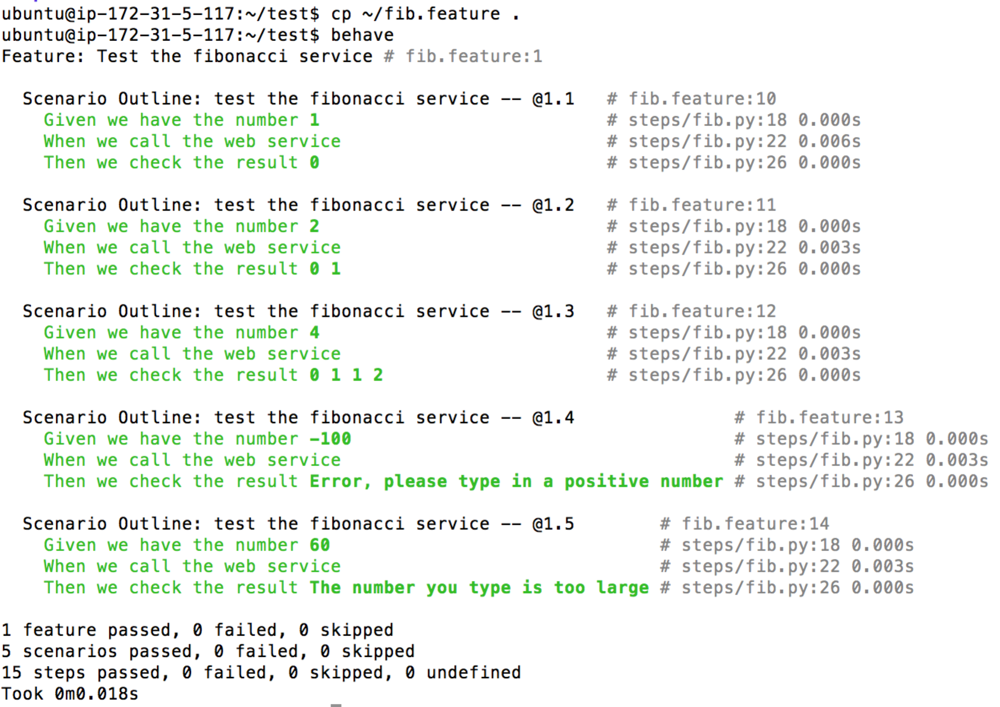 ubuntu@ip-172-31-5-117:~/test$ cp ~/fib.feature .
ubuntu@ip-172-31-5-117:~/test$ behave
Feature: Test the fibonacci service # fib.feature:1
Scenario Outline: test the fibonacci service -- @1.1 # fib.feature:10
Given we have the number 1 # steps/fib.py:18 0.000s
When we call the web service # steps/fib.py:22 0.006s
Then we check the result 0 # steps/fib.py:26 0.000s
Scenario Outline: test the fibonacci service -- @1.2 # fib.feature:11
Given we have the number 2 # steps/fib.py:18 0.000s
When we call the web service # steps/fib.py:22 0.003s
Then we check the result 0 1 # steps/fib.py:26 0.000s
Scenario Outline: test the fibonacci service -- @1.3 # fib.feature:12
Given we have the number 4 # steps/fib.py:18 0.000s
When we call the web service # steps/fib.py:22 0.003s
Then we check the result 0 1 1 2 # steps/fib.py:26 0.000s
Scenario Outline: test the fibonacci service -- @1.4 # fib.feature:13
Given we have the number -100 # steps/fib.py:18 0.000s
When we call the web service # steps/fib.py:22 0.003s
Then we check the result Error, please type in a positive number # steps/fib.py:26 0.000s
Scenario Outline: test the fibonacci service -- @1.5 # fib.feature:14
Given we have the number 60 # steps/fib.py:18 0.000s
When we call the web service # steps/fib.py:22 0.003s
Then we check the result The number you type is too large # steps/fib.py:26 0.000s
1 feature passed, 0 failed, 0 skipped
5 scenarios passed, 0 failed, 0 skipped
15 steps passed, 0 failed, 0 skipped, 0 undefined
Took 0m0.018s